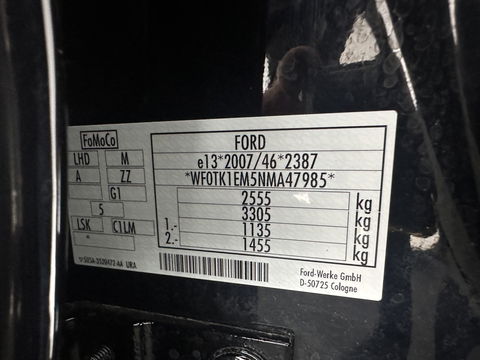 FoMoCo
LHD M
A ZZ
G1
5
LSK C1LM
*
FORD
e13*2007/46*2387
*WF0TK1EM5NMA47985*
2555 kg
3305 kg
1.- 1135 kg
2.- 1455 kg
Ford-Werke GmbH
D-50725 Cologne
URA